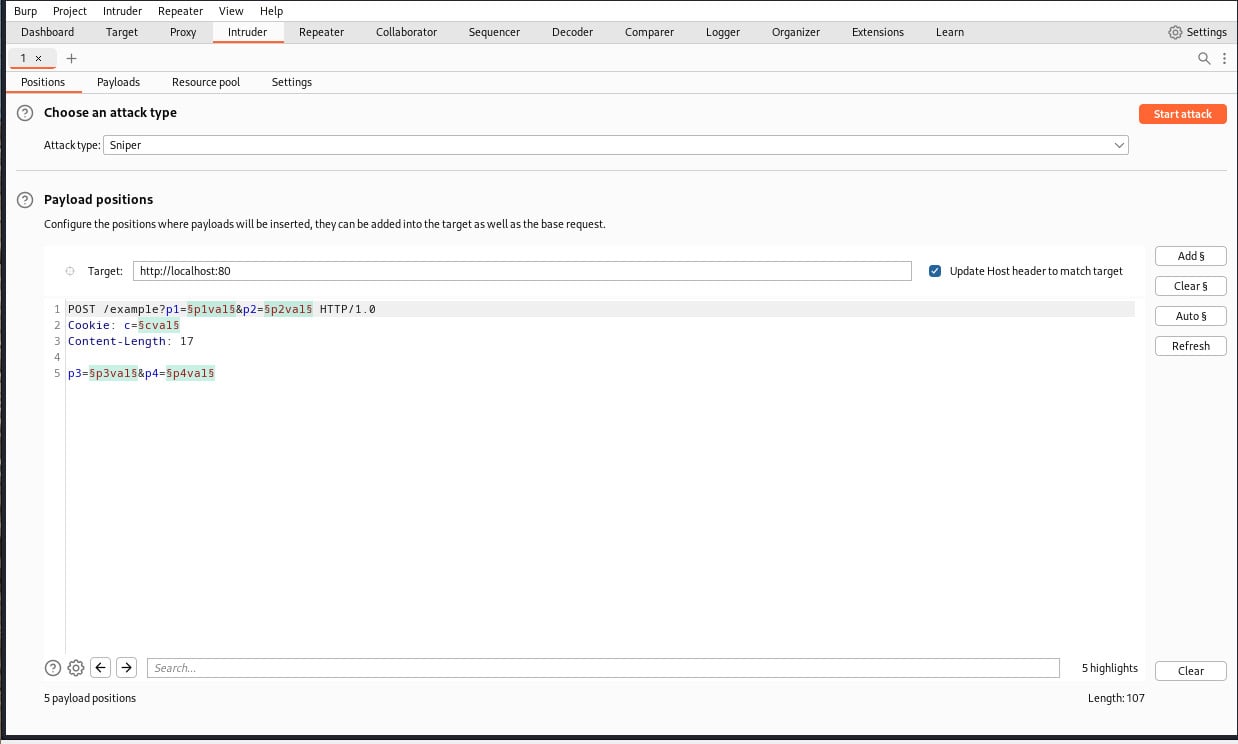 Burp Project Intruder Repeater View Help
Dashboard Target Proxy Intruder Repeater Collaborator Sequencer Decoder Comparer Logger Organizer Extensions Learn Settings
1 × +
Positions Payloads Resource pool Settings
? Choose an attack type Start attack
Attack type: Sniper
? Payload positions
Configure the positions where payloads will be inserted, they can be added into the target as well as the base request.
Target: http://localhost:80 Update Host header to match target Add §
Clear §
Auto §
Refresh
1 POST /example?p1=§p1val§&p2=§p2val§ HTTP/1.0
2 Cookie: c=§cval§
3 Content-Length: 17
4
5 p3=§p3val§&p4=§p4val§
? Search... 5 highlights Clear
5 payload positions Length: 107